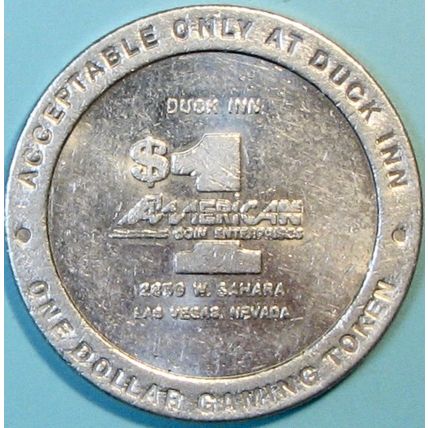 ACCEPTABLE ONLY AT DUCK INN
DUCK INN
$1
AMERICAN
COIN ENTERPRISES
W. SAHARA
LAS VEGAS, NEVADA
ONE DOLLAR GAMING TOKEN